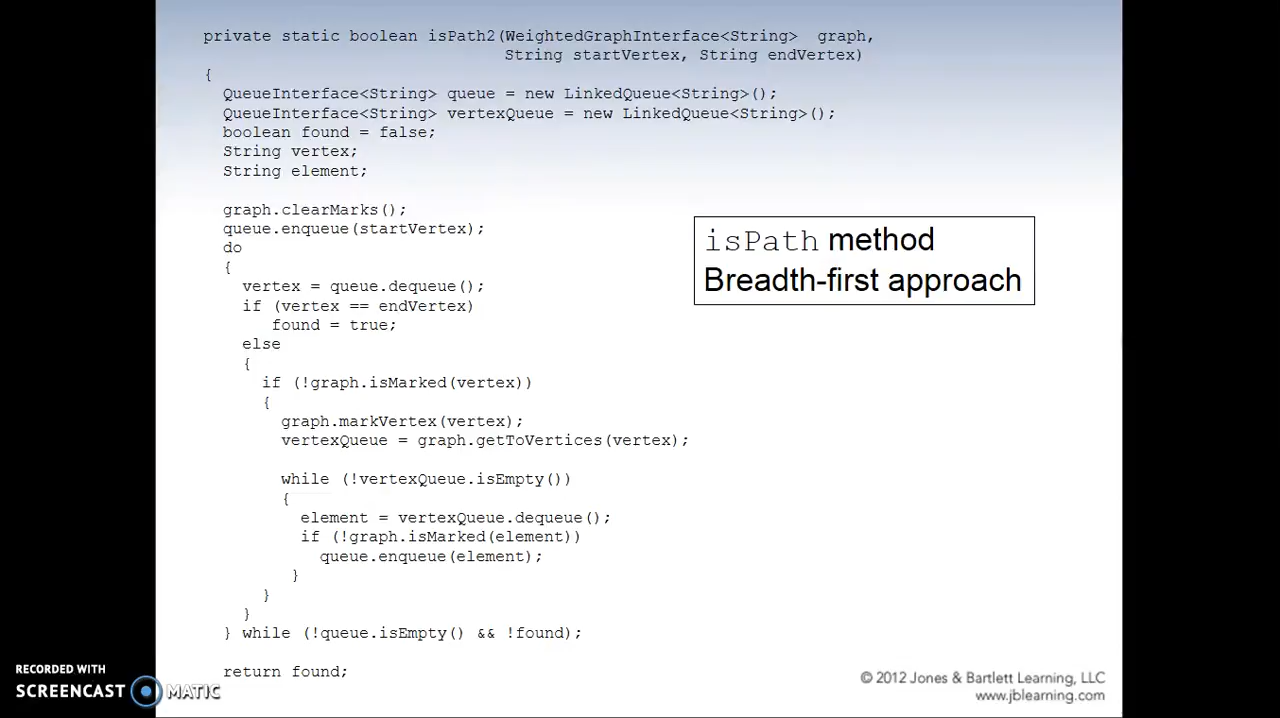 private static boolean isPath2(WeightedGraphInterface<String>  graph,
                               String startVertex, String endVertex)
{
  QueueInterface<String> queue = new LinkedQueue<String>();
  QueueInterface<String> vertexQueue = new LinkedQueue<String>();
  boolean found = false;
  String vertex;
  String element;

  graph.clearMarks();
  queue.enqueue(startVertex);
  do
  {
    vertex = queue.dequeue();
    if (vertex == endVertex)
       found = true;
    else
    {
      if (!graph.isMarked(vertex))
      {
        graph.markVertex(vertex);
        vertexQueue = graph.getToVertices(vertex);

        while (!vertexQueue.isEmpty())
        {
          element = vertexQueue.dequeue();
          if (!graph.isMarked(element))
            queue.enqueue(element);
         }
      }
    }
  } while (!queue.isEmpty() && !found);

  return found;
isPath method
Breadth-first approach
RECORDED WITH
SCREENCAST MATIC
© 2012 Jones & Bartlett Learning, LLC
www.jblearning.com